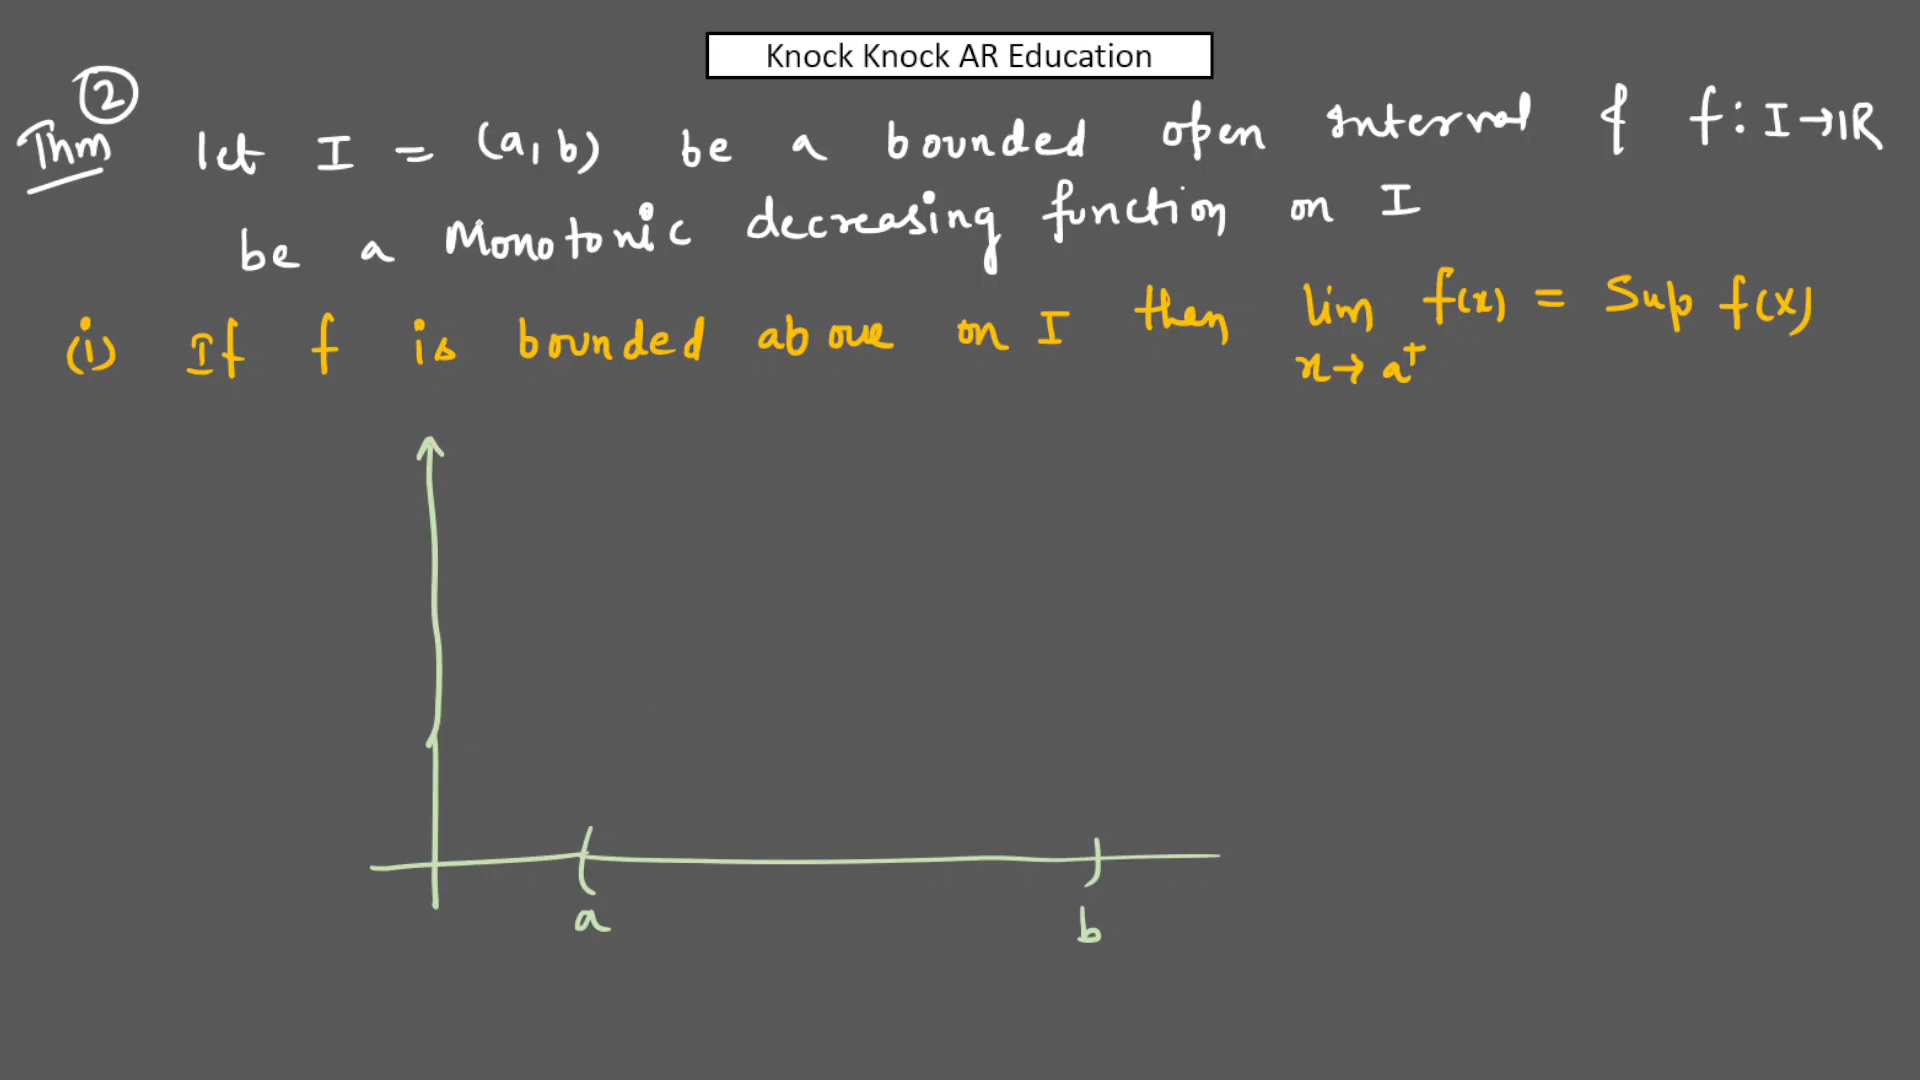 Knock Knock AR Education
Thm ② let I = (a, b) be a bounded open interval & f: I→IR
be a Monotonic decreasing function on I
(i) If f is bounded above on I then lim f(x) = Sup f(x)
x→a⁺
a b